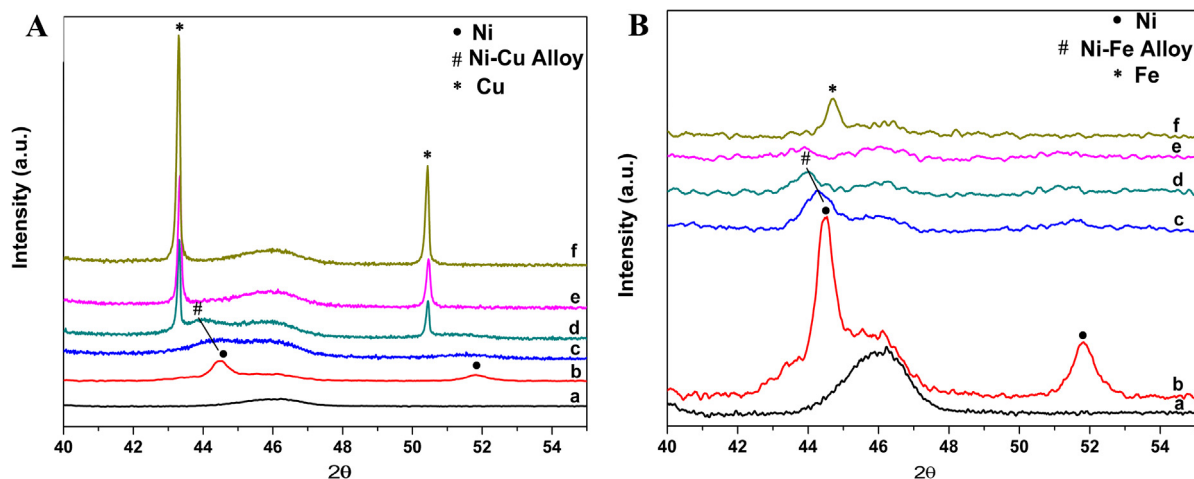 A
* 
● Ni
# Ni-Cu Alloy
* Cu
*
f
e
#
d
●
c
●
b
a
Intensity (a.u.)
40 42 44 46 48 50 52 54
2θ
B
● Ni
# Ni-Fe Alloy
* Fe
*
f
e
#
d
●
c
●
b
a
Intensity (a.u.)
40 42 44 46 48 50 52 54
2θ